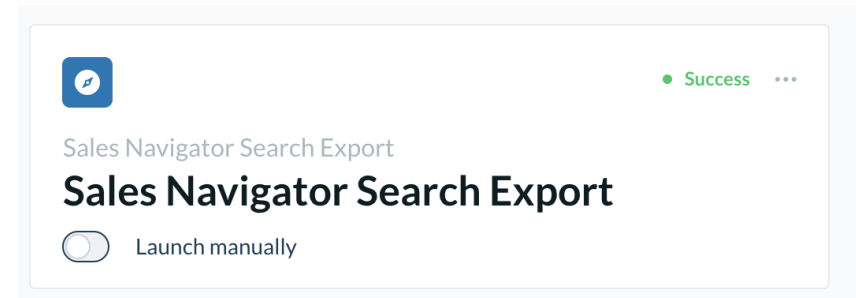 Success
Sales Navigator Search Export
Sales Navigator Search Export
Launch manually